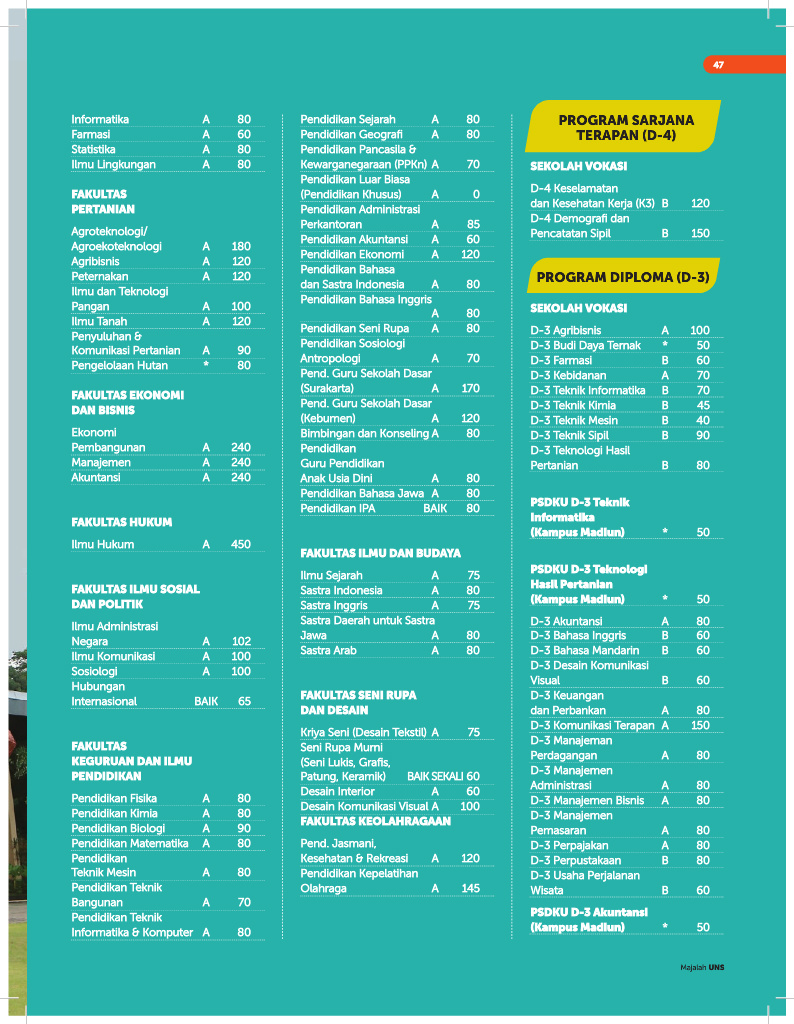 47
Informatika A 80
Farmasi A 60
Statistika A 80
Ilmu Lingkungan A 80
FAKULTAS
PERTANIAN
Agroteknologi/
Agroekoteknologi A 180
Agribisnis A 120
Peternakan A 120
Ilmu dan Teknologi
Pangan A 100
Ilmu Tanah A 120
Penyuluhan &
Komunikasi Pertanian A 90
Pengelolaan Hutan * 80
FAKULTAS EKONOMI
DAN BISNIS
Ekonomi
Pembangunan A 240
Manajemen A 240
Akuntansi A 240
FAKULTAS HUKUM
Ilmu Hukum A 450
FAKULTAS ILMU SOSIAL
DAN POLITIK
Ilmu Administrasi
Negara A 102
Ilmu Komunikasi A 100
Sosiologi A 100
Hubungan
Internasional BAIK 65
FAKULTAS
KEGURUAN DAN ILMU
PENDIDIKAN
Pendidikan Fisika A 80
Pendidikan Kimia A 80
Pendidikan Biologi A 90
Pendidikan Matematika A 80
Pendidikan
Teknik Mesin A 80
Pendidikan Teknik
Bangunan A 70
Pendidikan Teknik
Informatika & Komputer A 80
Pendidikan Sejarah A 80
Pendidikan Geografi A 80
Pendidikan Pancasila &
Kewarganegaraan (PPKn) A 70
Pendidikan Luar Biasa
(Pendidikan Khusus) A 0
Pendidikan Administrasi
Perkantoran A 85
Pendidikan Akuntansi A 60
Pendidikan Ekonomi A 120
Pendidikan Bahasa
dan Sastra Indonesia A 80
Pendidikan Bahasa Inggris
A 80
Pendidikan Seni Rupa A 80
Pendidikan Sosiologi
Antropologi A 70
Pend. Guru Sekolah Dasar
(Surakarta) A 170
Pend. Guru Sekolah Dasar
(Kebumen) A 120
Bimbingan dan Konseling A 80
Pendidikan
Guru Pendidikan
Anak Usia Dini A 80
Pendidikan Bahasa Jawa A 80
Pendidikan IPA BAIK 80
FAKULTAS ILMU DAN BUDAYA
Ilmu Sejarah A 75
Sastra Indonesia A 80
Sastra Inggris A 75
Sastra Daerah untuk Sastra
Jawa A 80
Sastra Arab A 80
FAKULTAS SENI RUPA
DAN DESAIN
Kriya Seni (Desain Tekstil) A 75
Seni Rupa Murni
(Seni Lukis, Grafis,
Patung, Keramik) BAIK SEKALI 60
Desain Interior A 60
Desain Komunikasi Visual A 100
FAKULTAS KEOLAHRAGAAN
Pend. Jasmani,
Kesehatan & Rekreasi A 120
Pendidikan Kepelatihan
Olahraga A 145
PROGRAM SARJANA
TERAPAN (D-4)
SEKOLAH VOKASI
D-4 Keselamatan
dan Kesehatan Kerja (K3) B 120
D-4 Demografi dan
Pencatatan Sipil B 150
PROGRAM DIPLOMA (D-3)
SEKOLAH VOKASI
D-3 Agribisnis A 100
D-3 Budi Daya Ternak * 50
D-3 Farmasi B 60
D-3 Kebidanan A 70
D-3 Teknik Informatika B 70
D-3 Teknik Kimia B 45
D-3 Teknik Mesin B 40
D-3 Teknik Sipil B 90
D-3 Teknologi Hasil
Pertanian B 80
PSDKU D-3 Teknik
Informatika
(Kampus Madiun) * 50
PSDKU D-3 Teknologi
Hasil Pertanian
(Kampus Madiun) * 50
D-3 Akuntansi A 80
D-3 Bahasa Inggris B 60
D-3 Bahasa Mandarin B 60
D-3 Desain Komunikasi
Visual B 60
D-3 Keuangan
dan Perbankan A 80
D-3 Komunikasi Terapan A 150
D-3 Manajeman
Perdagangan A 80
D-3 Manajemen
Administrasi A 80
D-3 Manajemen Bisnis A 80
D-3 Manajemen
Pemasaran A 80
D-3 Perpajakan A 80
D-3 Perpustakaan B 80
D-3 Usaha Perjalanan
Wisata B 60
PSDKU D-3 Akuntansi
(Kampus Madiun) * 50
Majalah UNS